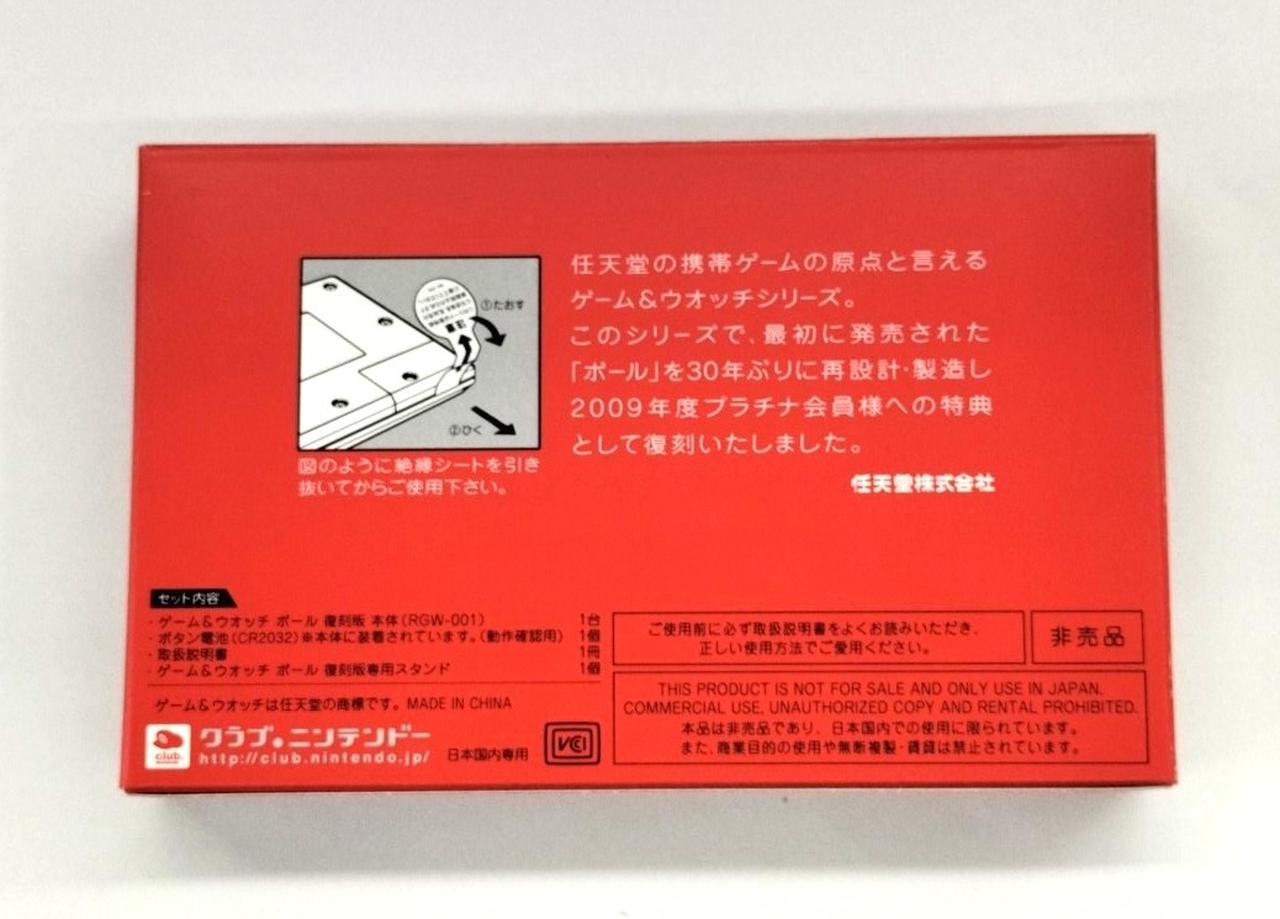 任天堂の携帯ゲームの原点と言える
ゲーム&ウオッチシリーズ。
このシリーズで、最初に発売された
「ボール」を30年ぶりに再設計・製造し
2009年度プラチナ会員様への特典
として復刻いたしました。
任天堂株式会社
①たおす
②ひく
図のように絶縁シートを引き
抜いてからご使用下さい。
セット内容
・ゲーム&ウオッチ ボール 復刻版 本体(RGW-001) 1台
・ボタン電池(CR2032)※本体に装着されています。(動作確認用) 1個
・取扱説明書 1冊
・ゲーム&ウオッチ ボール 復刻版専用スタンド 1個
ゲーム&ウオッチは任天堂の商標です。MADE IN CHINA
club.
クラブ・ニンテンドー
http://club.nintendo.jp/
日本国内専用
VCI
ご使用前に必ず取扱説明書をよくお読みいただき、
正しい使用方法でご愛用ください。
非売品
THIS PRODUCT IS NOT FOR SALE AND ONLY USE IN JAPAN.
COMMERCIAL USE, UNAUTHORIZED COPY AND RENTAL PROHIBITED.
本品は非売品であり、日本国内での使用に限られています。
また、商業目的の使用や無断複製・賃貸は禁止されています。